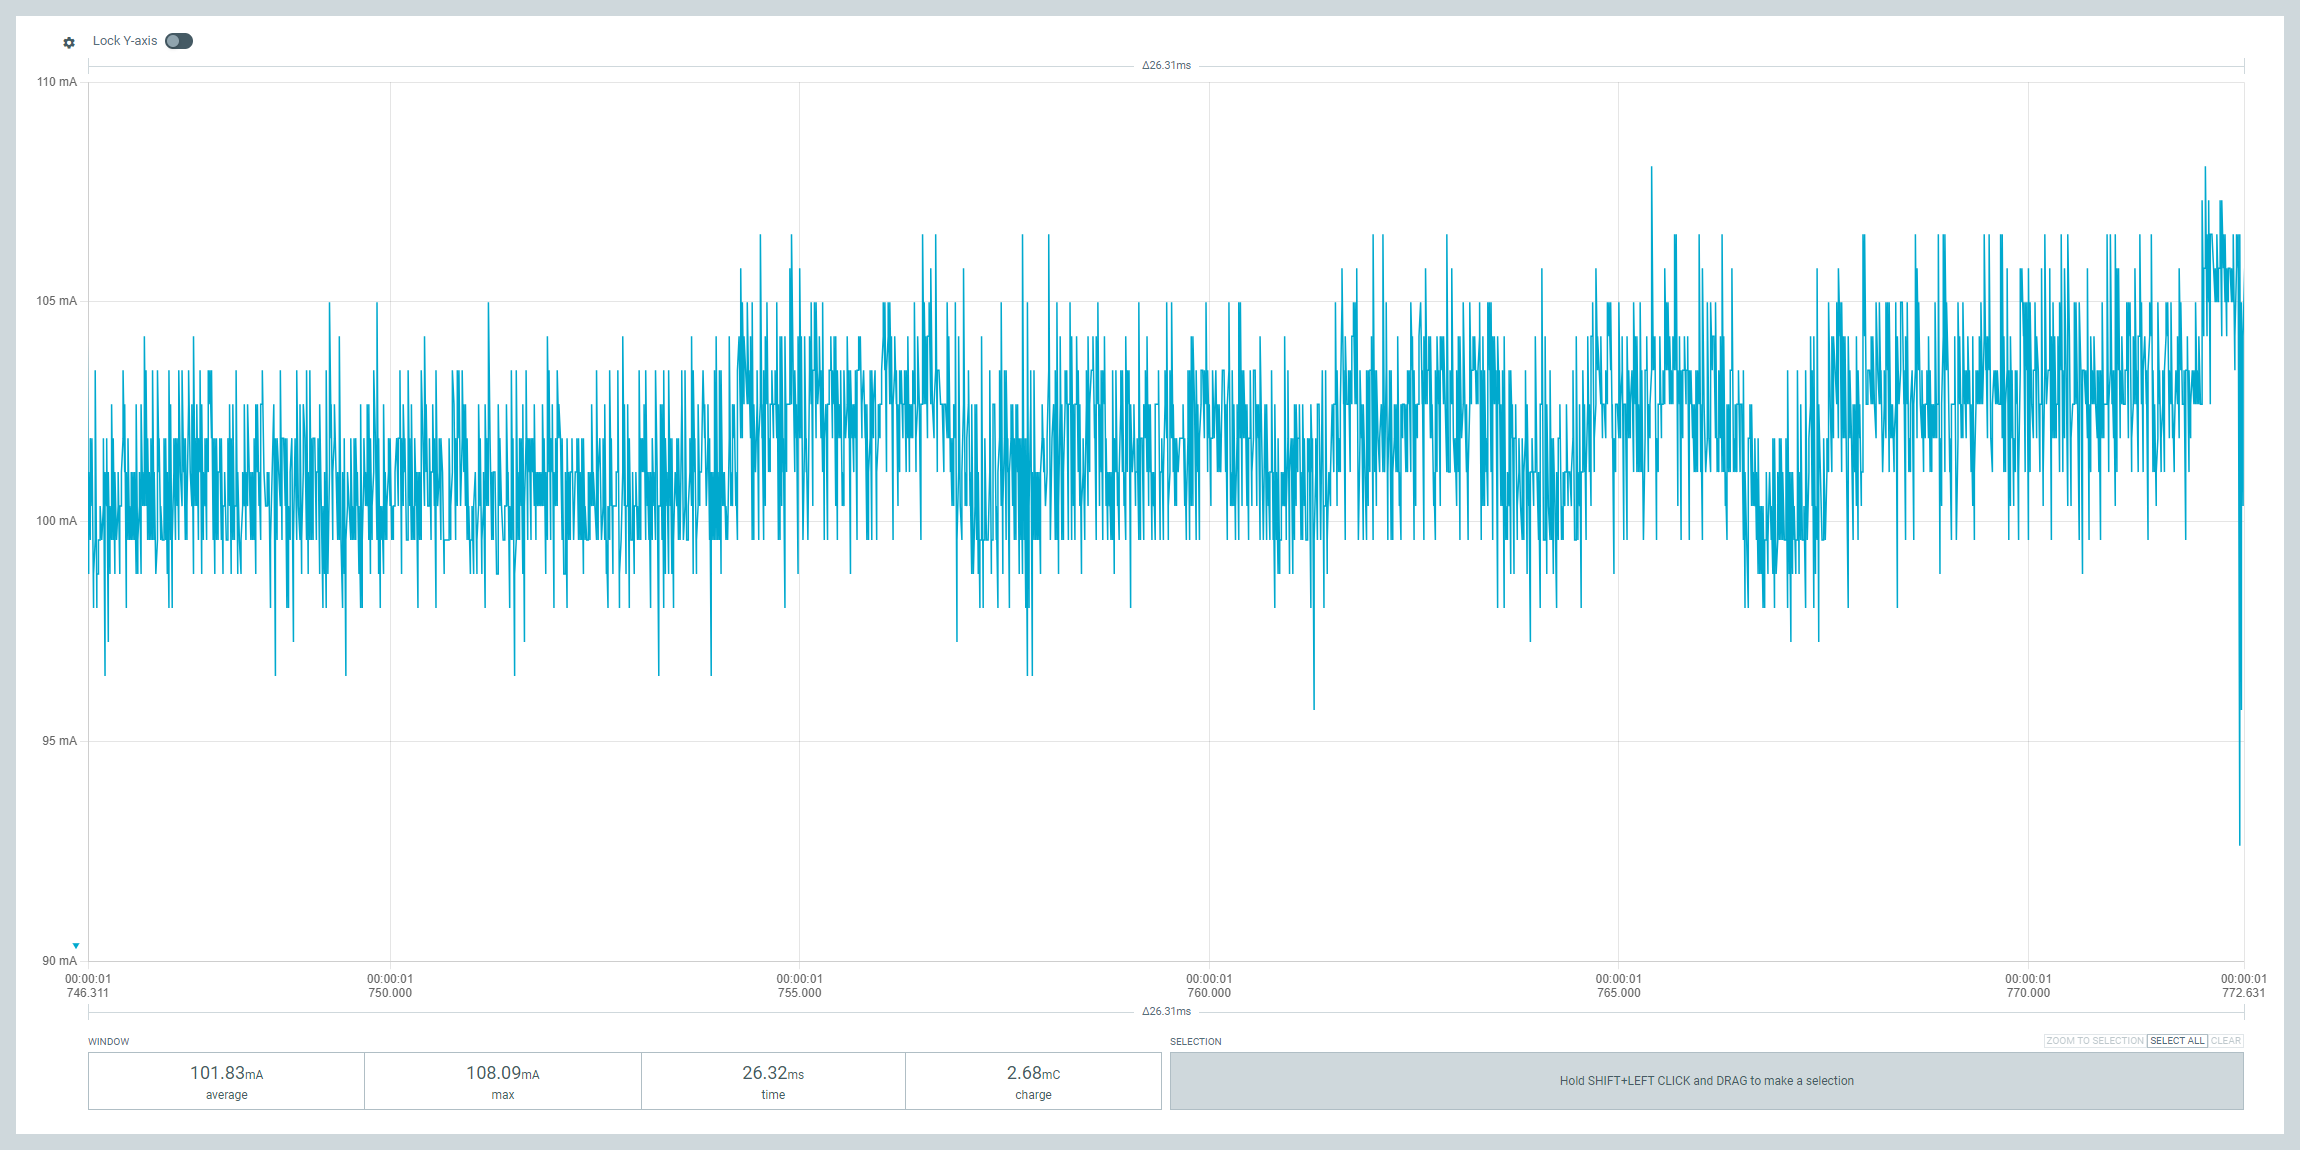 Lock Y-axis
Δ26.31ms
110 mA
105 mA
100 mA
95 mA
90 mA
00:00:01 00:00:01 00:00:01 00:00:01 00:00:01 00:00:01 00:00:01
746.311 750.000 755.000 760.000 765.000 770.000 772.631
Δ26.31ms
WINDOW
101.83mA 108.09mA 26.32ms 2.68mC
average max time charge
SELECTION
ZOOM TO SELECTION SELECT ALL CLEAR
Hold SHIFT+LEFT CLICK and DRAG to make a selection